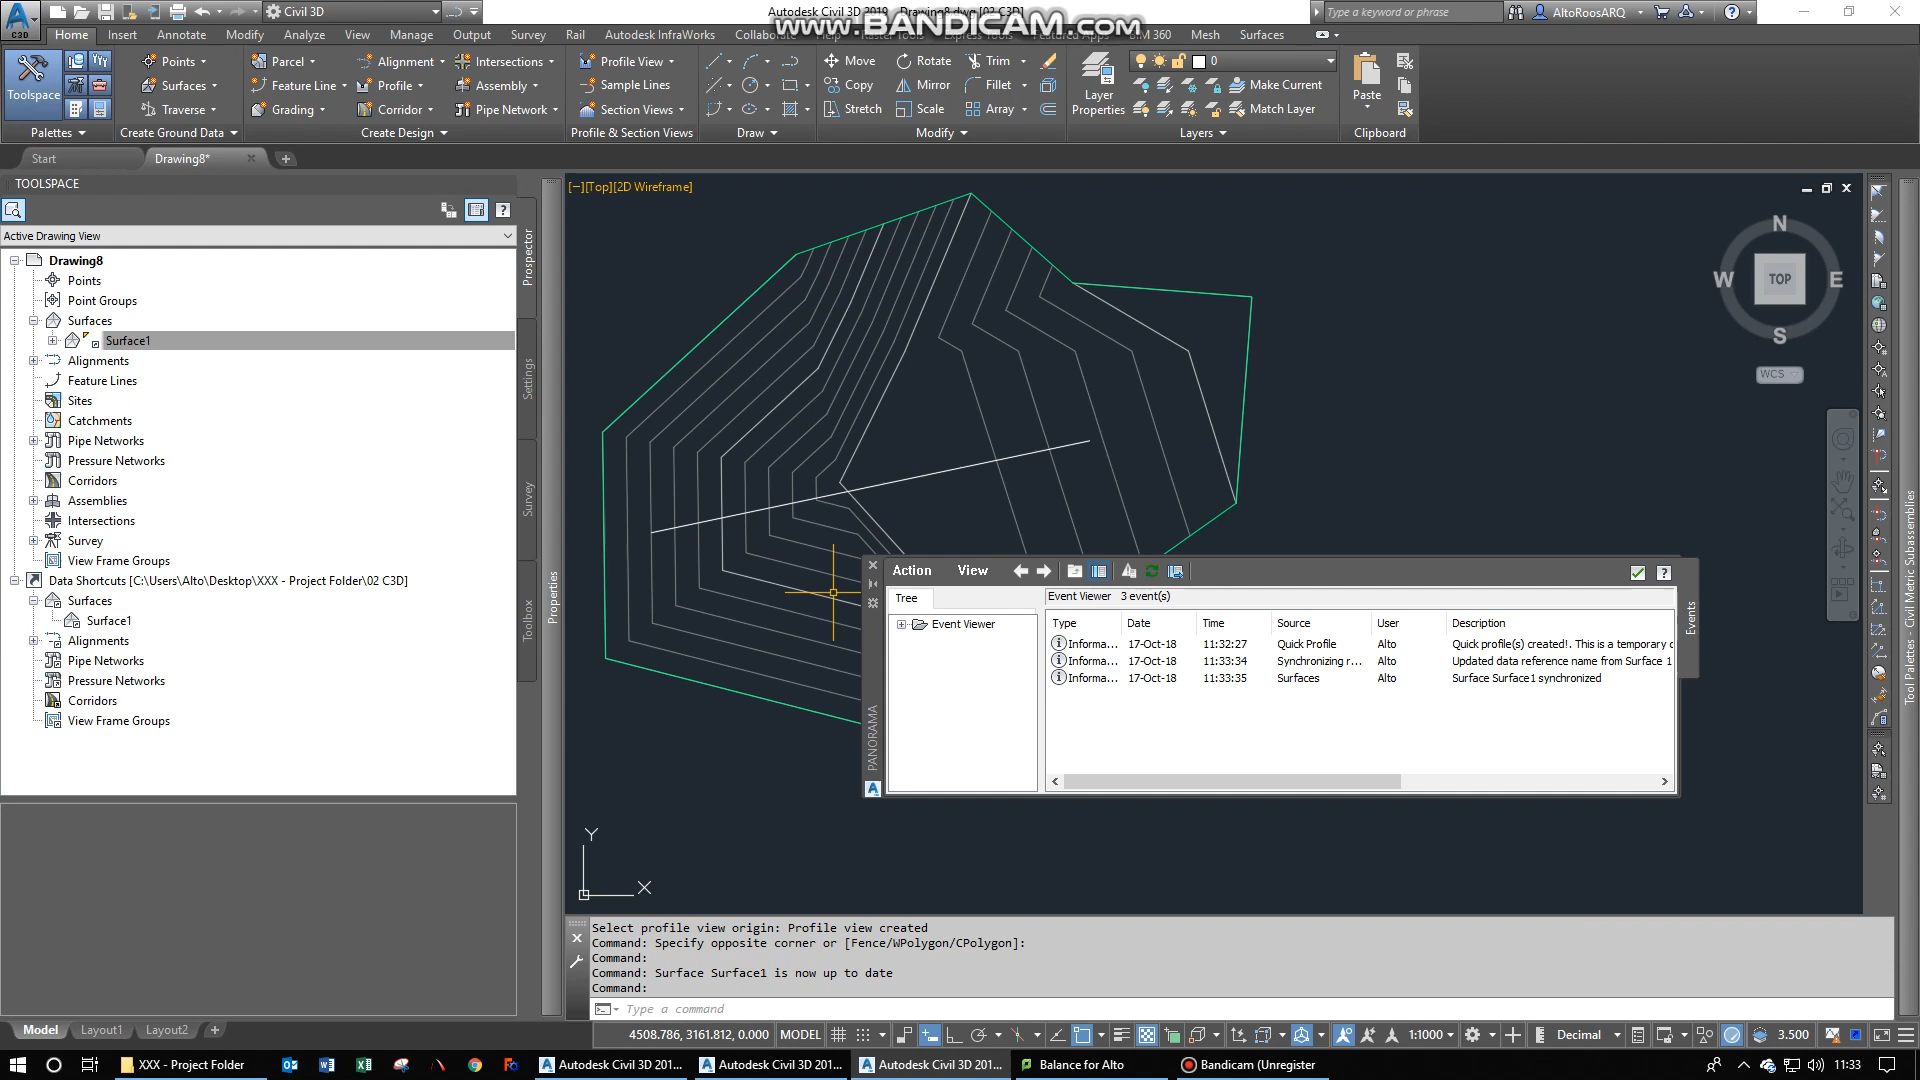 C3D
Civil 3D
Autodesk Civil 3D 2019 Drawing8.dwg [02 C3D]
www.BANDICAM.com
Type a keyword or phrase
AltoRoosARQ
Home Insert Annotate Modify Analyze View Manage Output Survey Rail Autodesk InfraWorks BIM 360 Mesh Surfaces
Toolspace
Points
Surfaces
Traverse
Parcel
Feature Line
Grading
Alignment
Profile
Corridor
Intersections
Assembly
Pipe Network
Profile View
Sample Lines
Section Views
Move
Copy
Stretch
Rotate
Mirror
Scale
Trim
Fillet
Array
Layer
Properties
0
Make Current
Match Layer
Paste
Palettes
Create Ground Data
Create Design
Profile & Section Views
Draw
Modify
Layers
Clipboard
Start
Drawing8*
TOOLSPACE
Active Drawing View
Drawing8
Points
Point Groups
Surfaces
Surface1
Alignments
Feature Lines
Sites
Catchments
Pipe Networks
Pressure Networks
Corridors
Assemblies
Intersections
Survey
View Frame Groups
Data Shortcuts [C:\Users\Alto\Desktop\XXX - Project Folder\02 C3D]
Surfaces
Surface1
Alignments
Pipe Networks
Pressure Networks
Corridors
View Frame Groups
Prospector
Settings
Survey
Toolbox
Properties
[−][Top][2D Wireframe]
N
W
TOP
E
S
WCS
Tool Palettes - Civil Metric Subassemblies
PANORAMA
Action View
Tree
Event Viewer
Event Viewer 3 event(s)
Type Date Time Source User Description
Informa... 17-Oct-18 11:32:27 Quick Profile Alto Quick profile(s) created!. This is a temporary
Informa... 17-Oct-18 11:33:34 Synchronizing r... Alto Updated data reference name from Surface 1
Informa... 17-Oct-18 11:33:35 Surfaces Alto Surface Surface1 synchronized
Events
Y
X
Select profile view origin: Profile view created
Command: Specify opposite corner or [Fence/WPolygon/CPolygon]:
Command:
Command: Surface Surface1 is now up to date
Command:
Type a command
Model Layout1 Layout2
4508.786, 3161.812, 0.000 MODEL
1:1000
Decimal
3.500
XXX - Project Folder
Autodesk Civil 3D 201...
Autodesk Civil 3D 201...
Autodesk Civil 3D 201...
Balance for Alto
Bandicam (Unregister
11:33